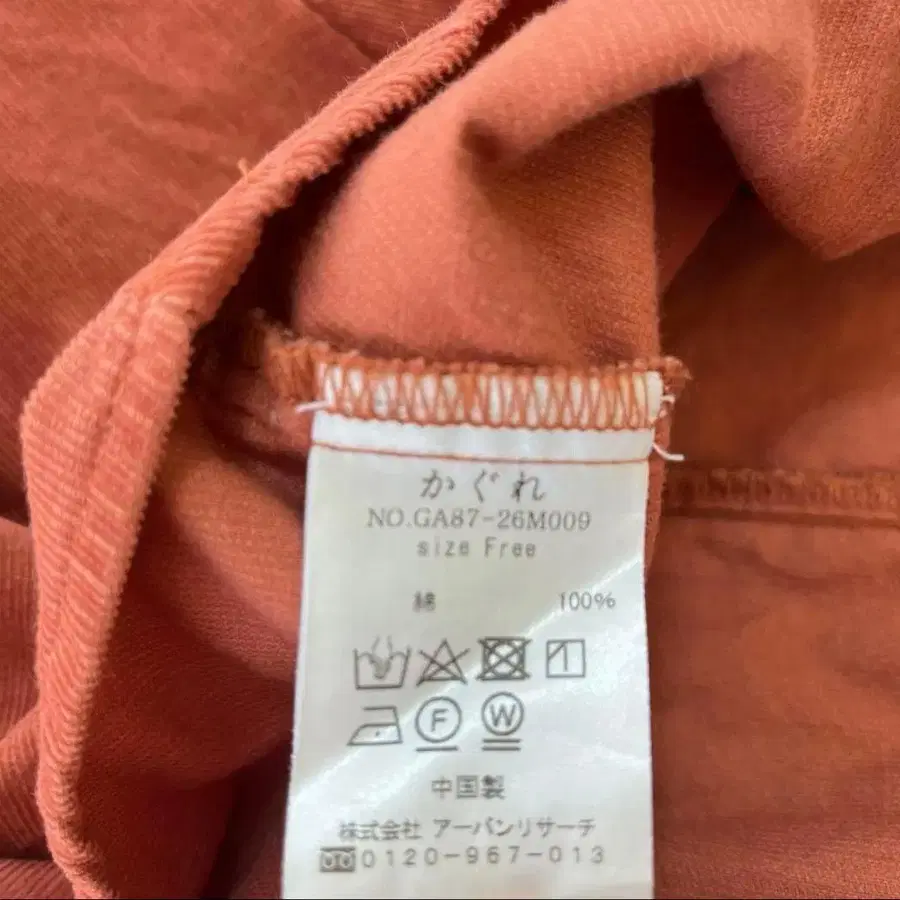 かぐれ
NO.GA87-26M009
size Free
綿 100%
F W
中国製
株式会社 アーバンリサーチ
0120-967-013